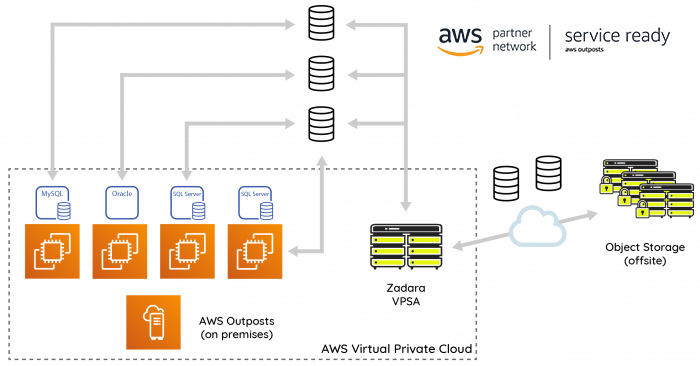 aws
partner
network
service ready
aws outposts
MySQL
Oracle
SQL Server
SQL Server
Zadara
VPSA
Object Storage
(offsite)
AWS Outposts
(on premises)
AWS Virtual Private Cloud